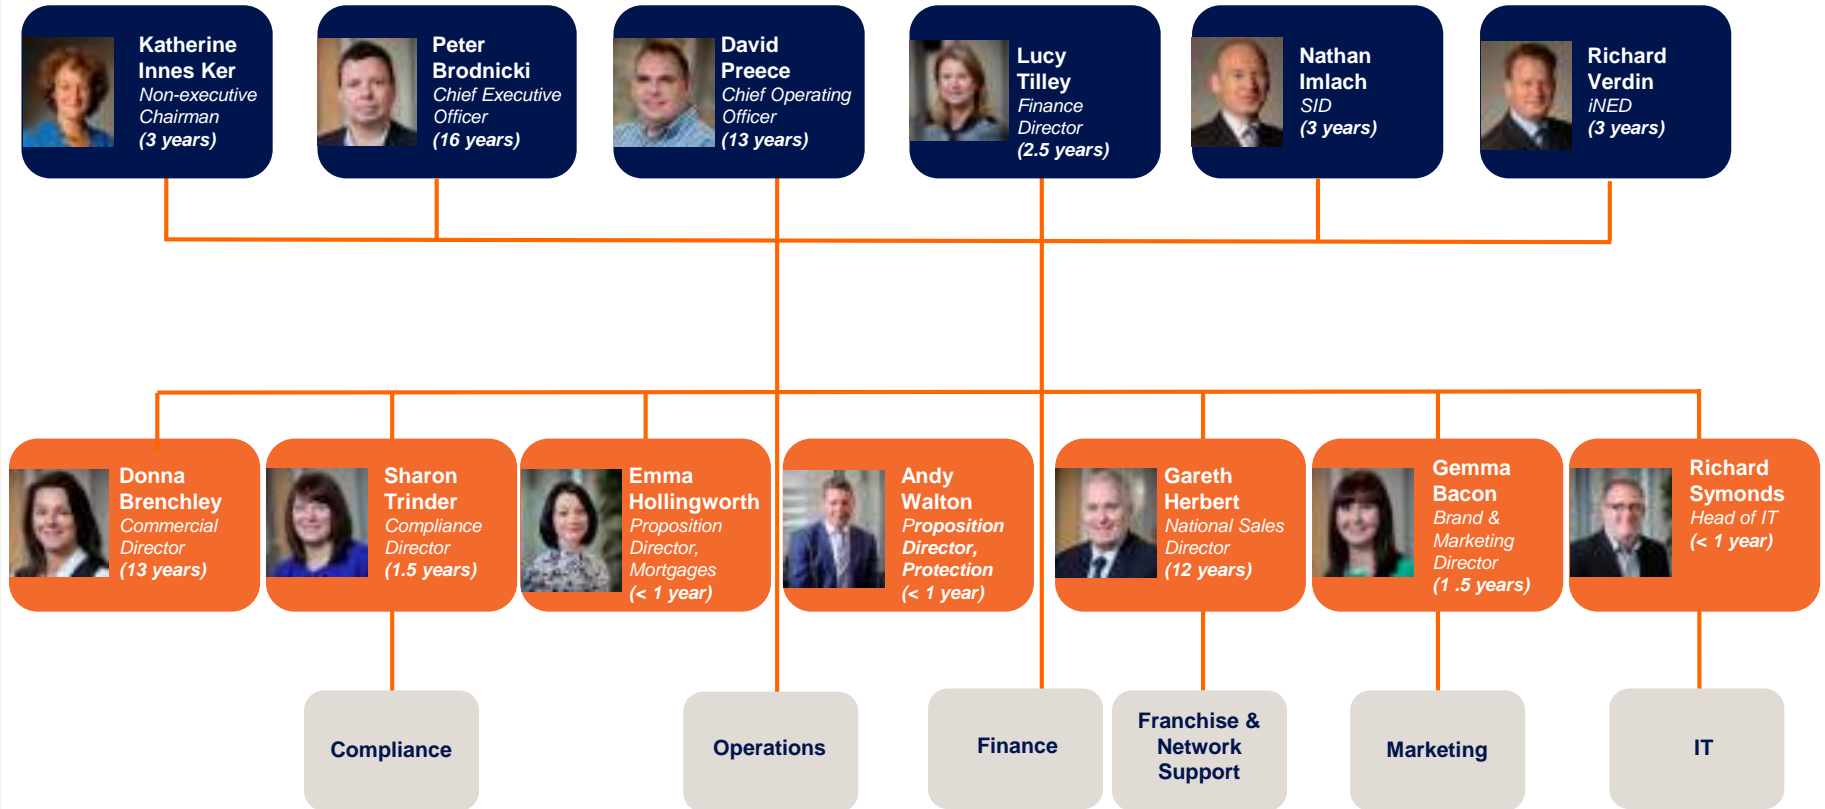 Katherine
Innes Ker
Non-executive
Chairman
(3 years)
Peter
Brodnicki
Chief Executive
Officer
(16 years)
David
Preece
Chief Operating
Officer
(13 years)
Lucy
Tilley
Finance
Director
(2.5 years)
Nathan
Imlach
SID
(3 years)
Richard
Verdin
iNED
(3 years)
Donna
Brenchley
Commercial
Director
(13 years)
Sharon
Trinder
Compliance
Director
(1.5 years)
Emma
Hollingworth
Proposition
Director,
Mortgages
(< 1 year)
Andy
Walton
Proposition
Director,
Protection
(< 1 year)
Gareth
Herbert
National Sales
Director
(12 years)
Gemma
Bacon
Brand &
Marketing
Director
(1 .5 years)
Richard
Symonds
Head of IT
(< 1 year)
Compliance
Operations
Finance
Franchise &
Network
Support
Marketing
IT